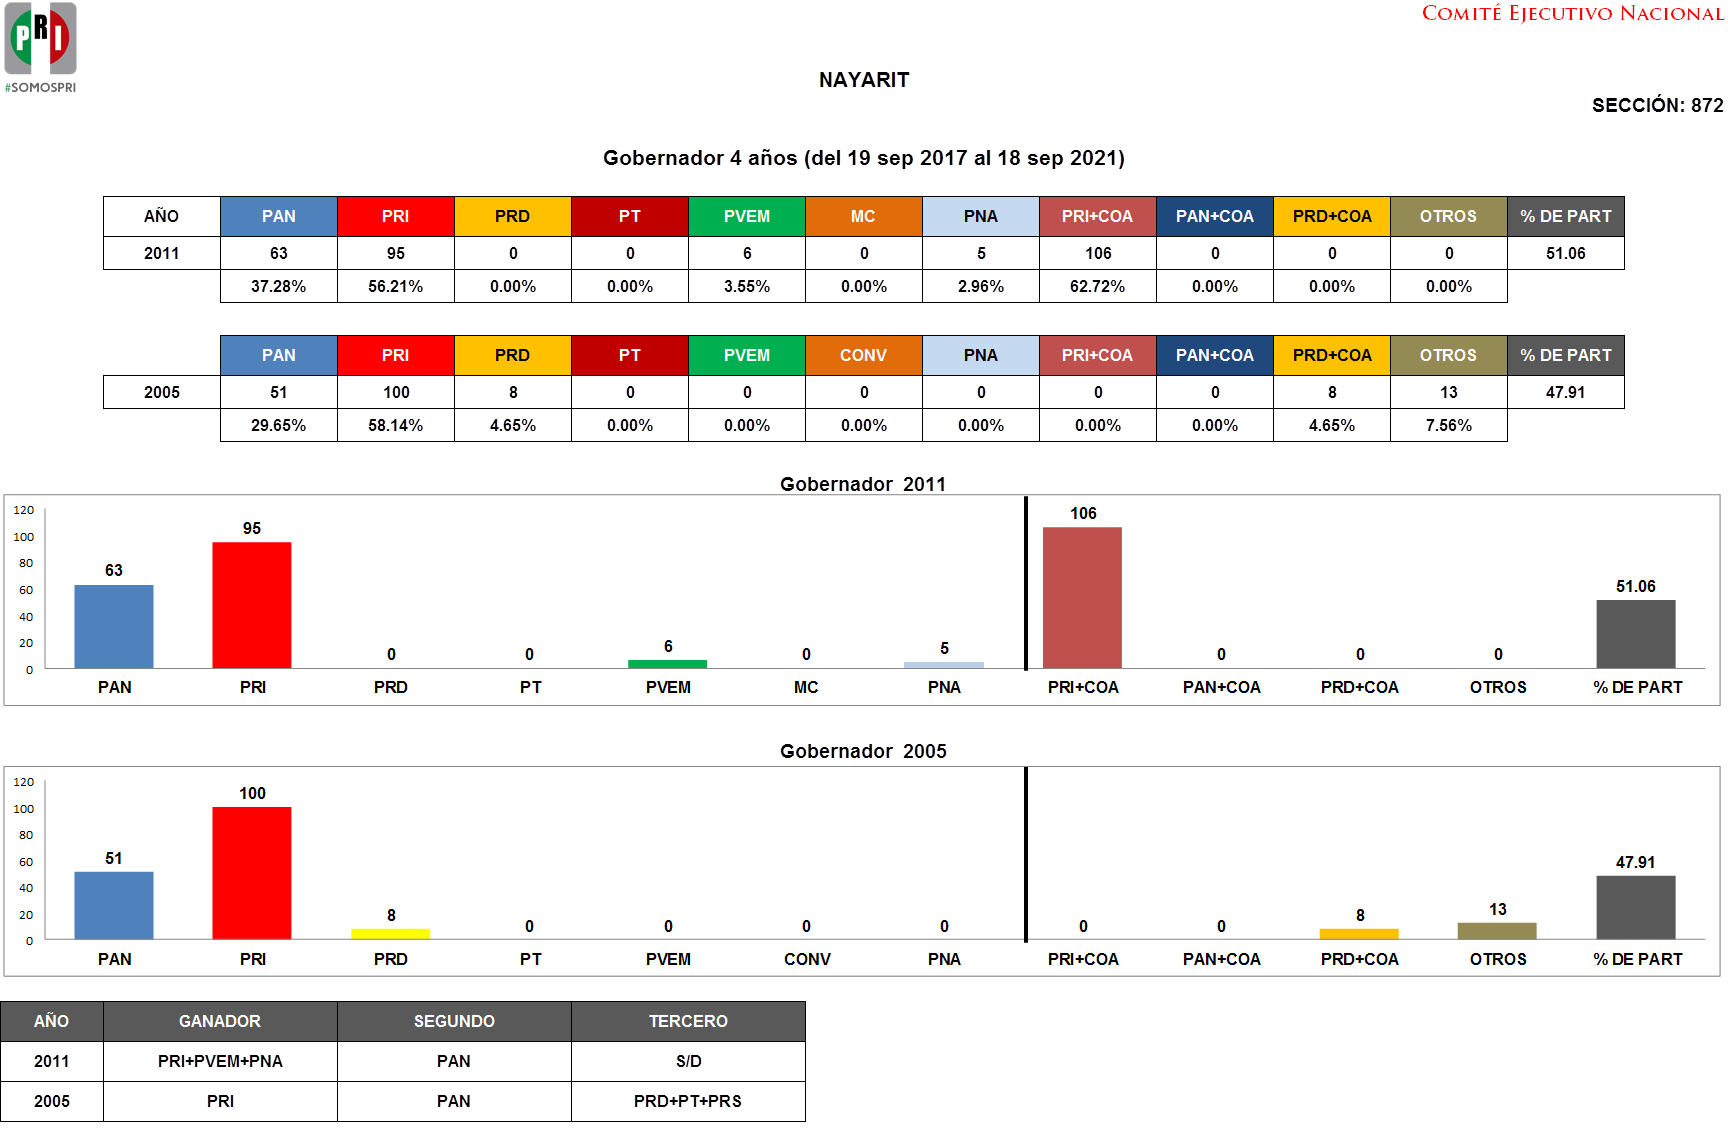 PRI
#SOMOSPRI
COMITÉ EJECUTIVO NACIONAL
NAYARIT
SECCIÓN: 872
Gobernador 4 años (del 19 sep 2017 al 18 sep 2021)
AÑO PAN PRI PRD PT PVEM MC PNA PRI+COA PAN+COA PRD+COA OTROS % DE PART
2011 63 95 0 0 6 0 5 106 0 0 0 51.06
37.28% 56.21% 0.00% 0.00% 3.55% 0.00% 2.96% 62.72% 0.00% 0.00% 0.00%
PAN PRI PRD PT PVEM CONV PNA PRI+COA PAN+COA PRD+COA OTROS % DE PART
2005 51 100 8 0 0 0 0 0 0 8 13 47.91
29.65% 58.14% 4.65% 0.00% 0.00% 0.00% 0.00% 0.00% 0.00% 4.65% 7.56%
Gobernador 2011
120
100
80
60
40
20
0
63 95 0 0 6 0 5 106 0 0 0 51.06
PAN PRI PRD PT PVEM MC PNA PRI+COA PAN+COA PRD+COA OTROS % DE PART
Gobernador 2005
120
100
80
60
40
20
0
51 100 8 0 0 0 0 0 0 8 13 47.91
PAN PRI PRD PT PVEM CONV PNA PRI+COA PAN+COA PRD+COA OTROS % DE PART
AÑO GANADOR SEGUNDO TERCERO
2011 PRI+PVEM+PNA PAN S/D
2005 PRI PAN PRD+PT+PRS